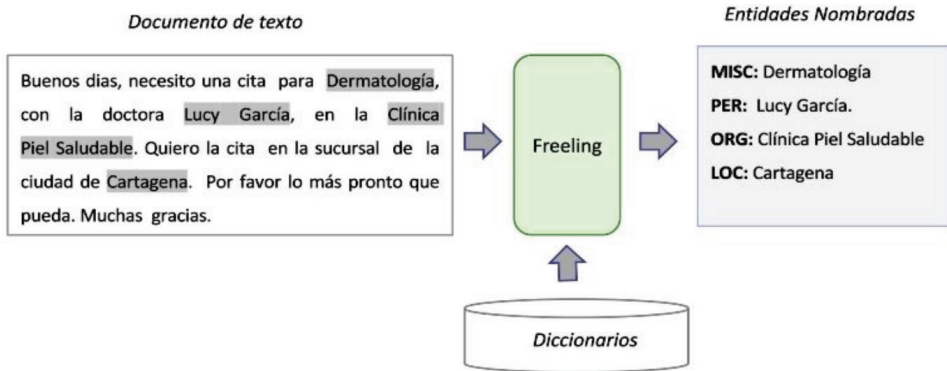 Documento de texto
Buenos dias, necesito una cita para Dermatología,
con la doctora Lucy García, en la Clínica
Piel Saludable. Quiero la cita en la sucursal de la
ciudad de Cartagena. Por favor lo más pronto que
pueda. Muchas gracias.
Freeling
Diccionarios
Entidades Nombradas
MISC: Dermatología
PER: Lucy García.
ORG: Clínica Piel Saludable
LOC: Cartagena